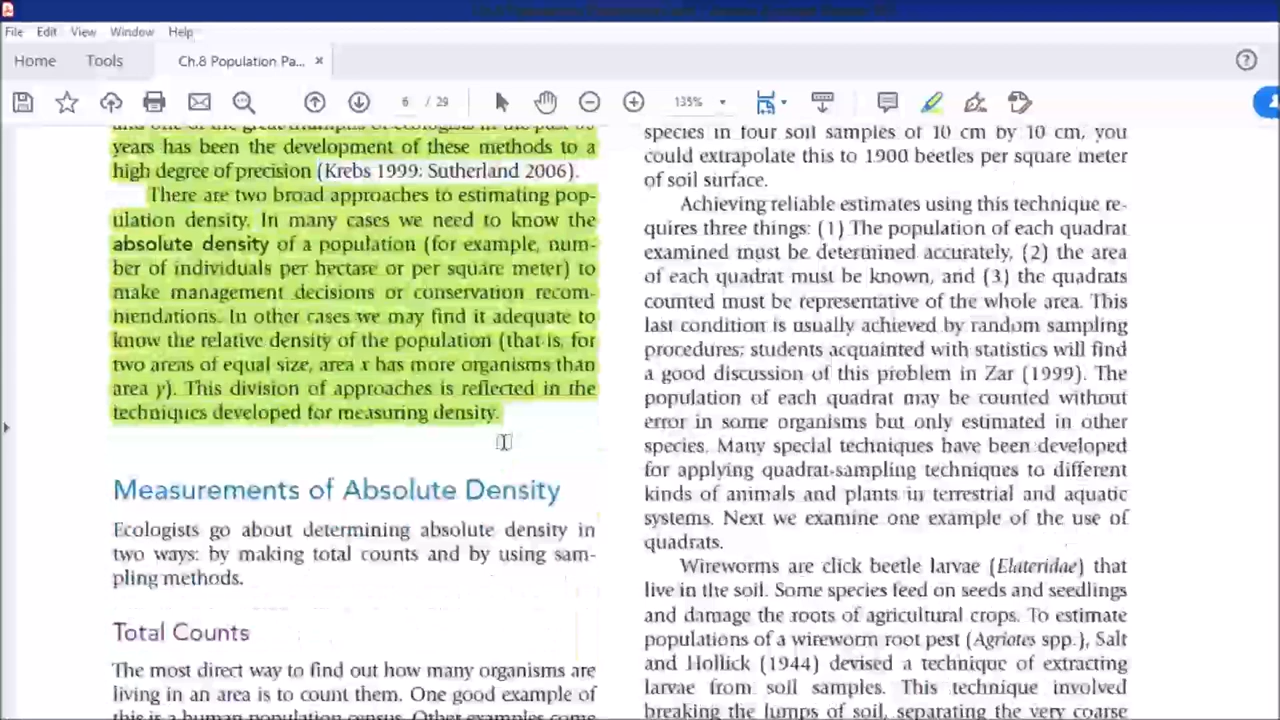 File Edit View Window Help
Home Tools Ch.8 Population Pa... ×
6 / 29 135%
years has been the development of these methods to a
high degree of precision (Krebs 1999; Sutherland 2006).
There are two broad approaches to estimating pop-
ulation density. In many cases we need to know the
absolute density of a population (for example, num-
ber of individuals per hectare or per square meter) to
make management decisions or conservation recom-
mendations. In other cases we may find it adequate to
know the relative density of the population (that is, for
two areas of equal size, area x has more organisms than
area y). This division of approaches is reflected in the
techniques developed for measuring density.
Measurements of Absolute Density
Ecologists go about determining absolute density in
two ways: by making total counts and by using sam-
pling methods.
Total Counts
The most direct way to find out how many organisms are
living in an area is to count them. One good example of
this is a human population census. Other examples come
species in four soil samples of 10 cm by 10 cm, you
could extrapolate this to 1900 beetles per square meter
of soil surface.
Achieving reliable estimates using this technique re-
quires three things: (1) The population of each quadrat
examined must be determined accurately, (2) the area
of each quadrat must be known, and (3) the quadrats
counted must be representative of the whole area. This
last condition is usually achieved by random sampling
procedures; students acquainted with statistics will find
a good discussion of this problem in Zar (1999). The
population of each quadrat may be counted without
error in some organisms but only estimated in other
species. Many special techniques have been developed
for applying quadrat-sampling techniques to different
kinds of animals and plants in terrestrial and aquatic
systems. Next we examine one example of the use of
quadrats.
Wireworms are click beetle larvae (Elateridae) that
live in the soil. Some species feed on seeds and seedlings
and damage the roots of agricultural crops. To estimate
populations of a wireworm root pest (Agriotes spp.), Salt
and Hollick (1944) devised a technique of extracting
larvae from soil samples. This technique involved
breaking the lumps of soil, separating the very coarse